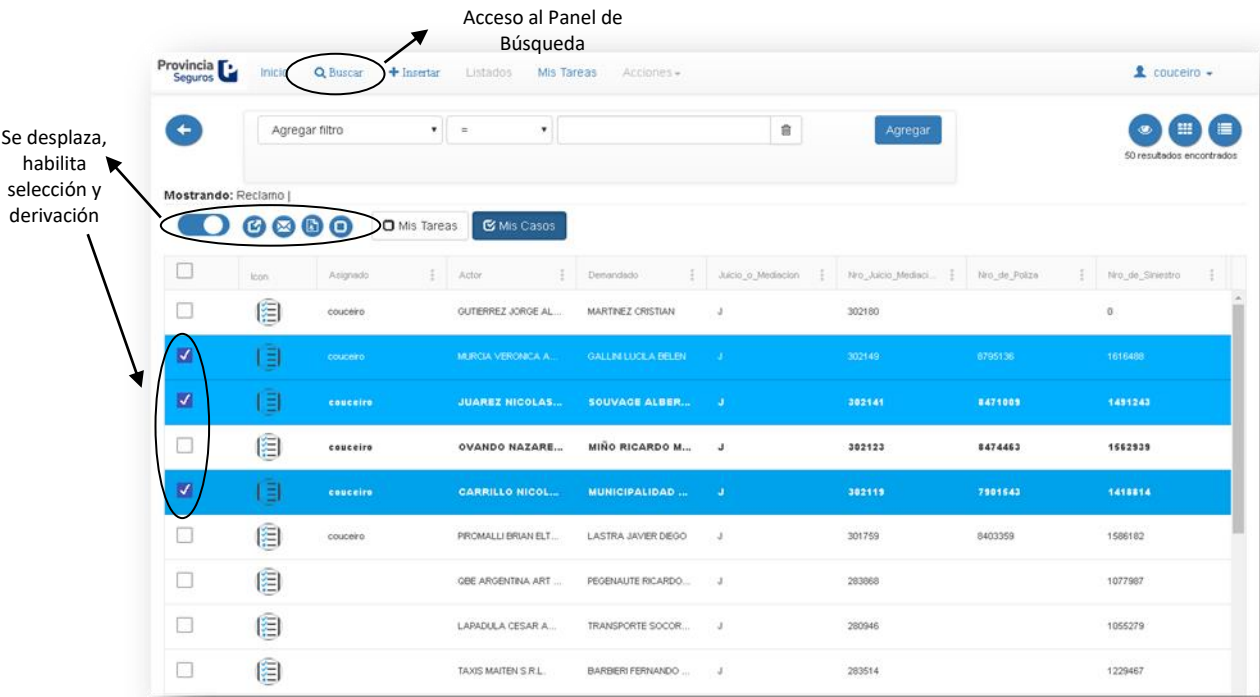 Acceso al Panel de
Búsqueda
Provincia
Seguros
Inicio Buscar Insertar Listados Mis Tareas Acciones couceiro
Se desplaza,
habilita
selección y
derivación
Agregar filtro = Agregar
50 resultados encontrados
Mostrando: Reclamo |
Mis Tareas Mis Casos
Icon Asignado Actor Demandado Juicio_o_Mediacion Nro_Juicio_Mediaci... Nro_de_Poliza Nro_de_Siniestro
couceiro GUTIERREZ JORGE AL... MARTINEZ CRISTIAN J 302180 0
couceiro MURCIA VERONICA A... GALLINI LUCILA BELEN J 302149 8795136 1616488
couceiro JUAREZ NICOLAS... SOUVAGE ALBER... J 302141 8471009 1491243
couceiro OVANDO NAZARE... MIÑO RICARDO M... J 302123 8474463 1562939
couceiro CARRILLO NICOL... MUNICIPALIDAD ... J 302119 7901643 1418814
couceiro PIROMALLI BRIAN ELT... LASTRA JAVIER DIEGO J 301759 8403359 1586182
QBE ARGENTINA ART ... PEGENAUTE RICARDO... J 283868 1077987
LAPADULA CESAR A... TRANSPORTE SOCOR... J 280946 1055279
TAXIS MAITEN S.R.L. BARBIERI FERNANDO ... J 283514 1229467